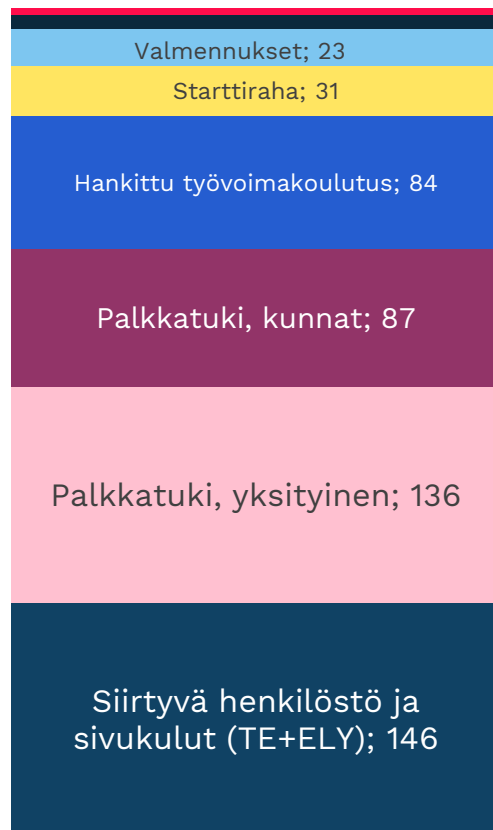 Valmennukset; 23
Starttiraha; 31
Hankittu työvoimakoulutus; 84
Palkkatuki, kunnat; 87
Palkkatuki, yksityinen; 136
Siirtyvä henkilöstö ja
sivukulut (TE+ELY); 146